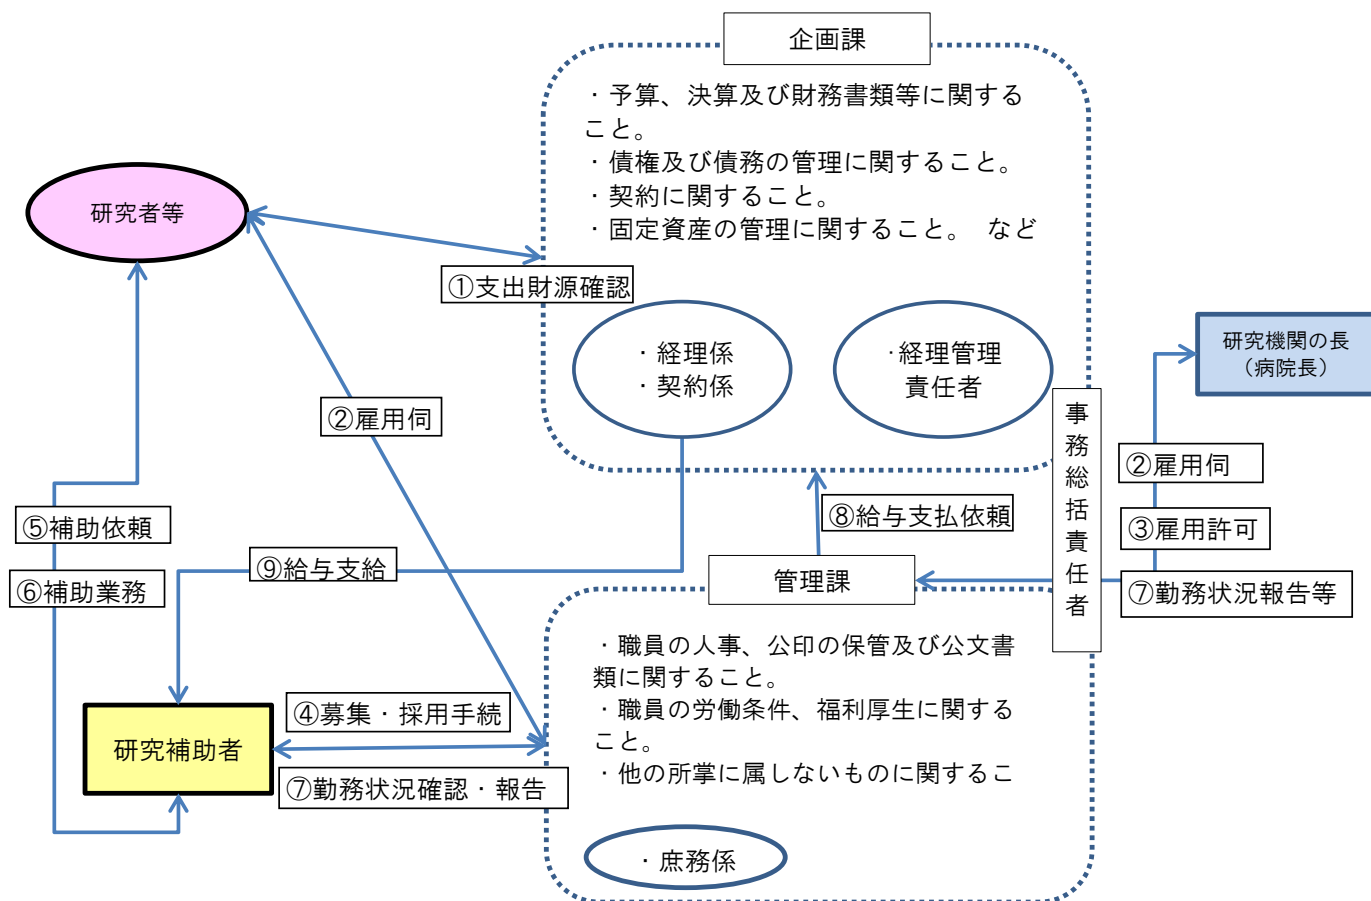 企画課
・予算、決算及び財務書類等に関する
こと。
・債権及び債務の管理に関すること。
・契約に関すること。
・固定資産の管理に関すること。 など
研究者等
①支出財源確認
・経理係
・契約係
・経理管理
責任者
研究機関の長
（病院長）
②雇用伺
事務総括責任者
②雇用伺
⑤補助依頼
⑧給与支払依頼
③雇用許可
⑨給与支給
⑥補助業務
管理課
⑦勤務状況報告等
・職員の人事、公印の保管及び公文書
類に関すること。
・職員の労働条件、福利厚生に関する
こと。
・他の所掌に属しないものに関するこ
④募集・採用手続
研究補助者
⑦勤務状況確認・報告
・庶務係